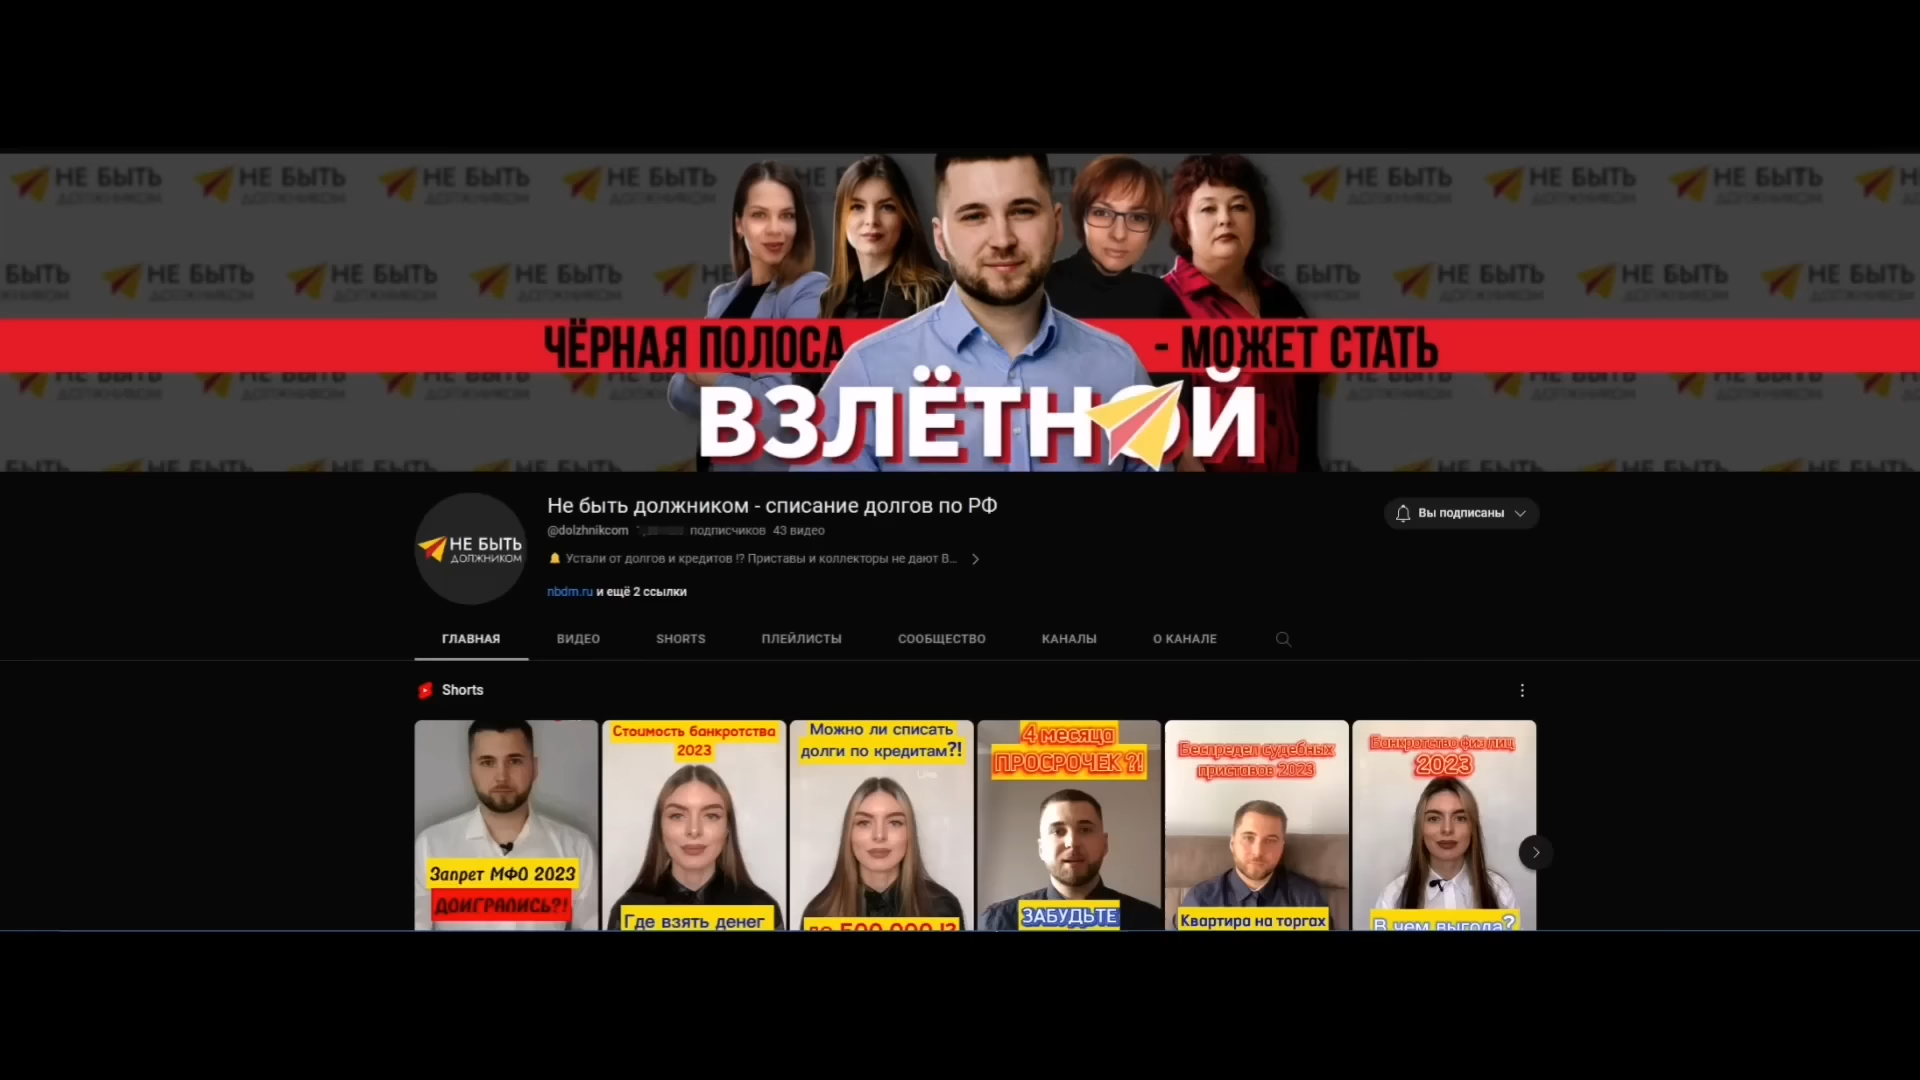 НЕ БЫТЬ ДОЛЖНИКОМ
ЧЁРНАЯ ПОЛОСА - МОЖЕТ СТАТЬ
ВЗЛЁТНОЙ
НЕ БЫТЬ
ДОЛЖНИКОМ
Не быть должником - списание долгов по РФ
@dolzhnikcom подписчиков 43 видео
Устали от долгов и кредитов !? Приставы и коллекторы не дают В...
nbdm.ru и ещё 2 ссылки
Вы подписаны
ГЛАВНАЯ ВИДЕО SHORTS ПЛЕЙЛИСТЫ СООБЩЕСТВО КАНАЛЫ О КАНАЛЕ
Shorts
Запрет МФО 2023
ДОИГРАЛИСЬ?!
Стоимость банкротства
2023
Где взять денег
Можно ли списать
долги по кредитам?!
до 500 000 !?
4 месяца
ПРОСРОЧЕК ?!
ЗАБУДЬТЕ
Беспредел судебных
приставов 2023
Квартира на торгах
Банкротство физ лиц
2023
В чем выгода?